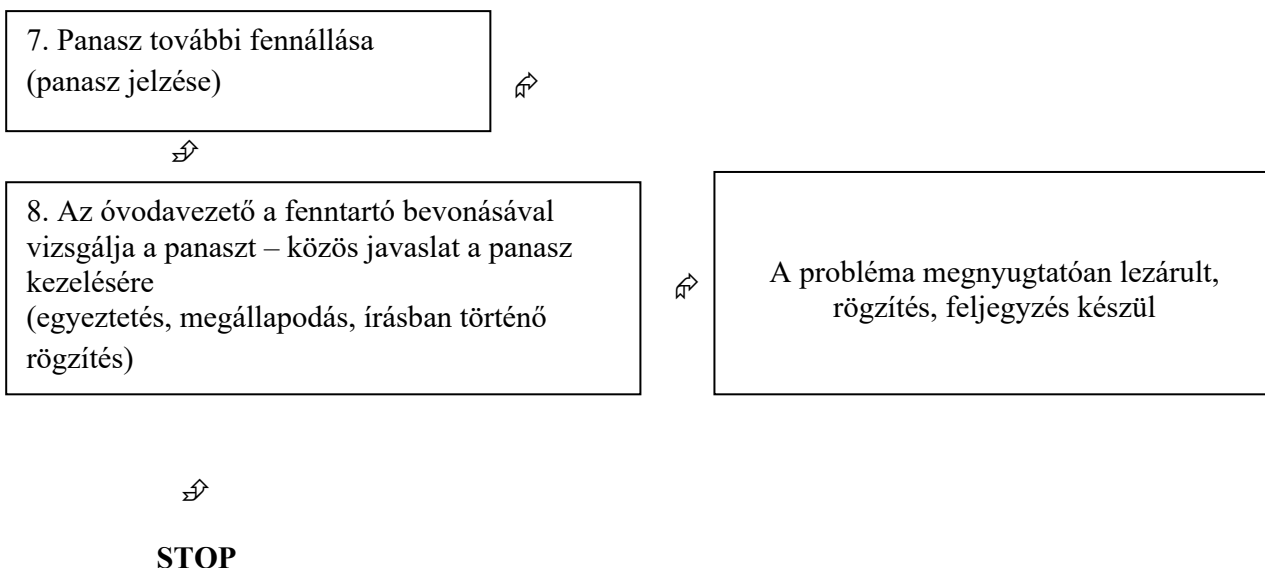 7. Panasz további fennállása
(panasz jelzése)
8. Az óvodavezető a fenntartó bevonásával
vizsgálja a panaszt – közös javaslat a panasz
kezelésére
(egyeztetés, megállapodás, írásban történő
rögzítés)
A probléma megnyugtatóan lezárult,
rögzítés, feljegyzés készül
STOP